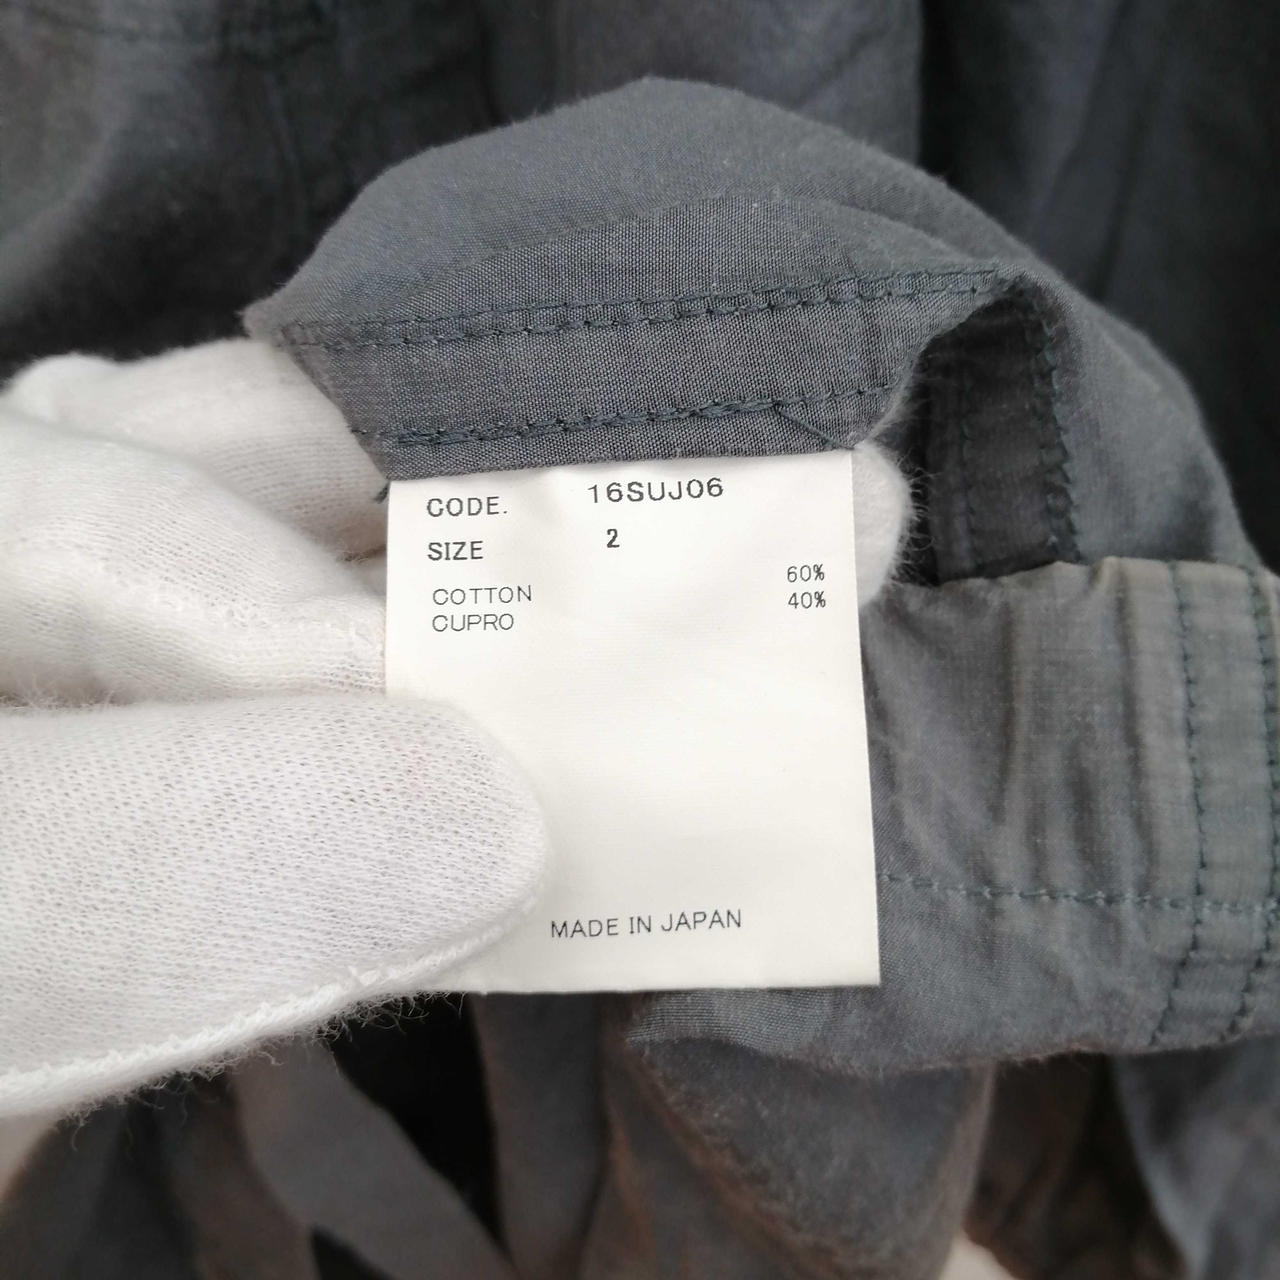 CODE. 16SUJ06
SIZE 2
COTTON 60%
CUPRO 40%
MADE IN JAPAN